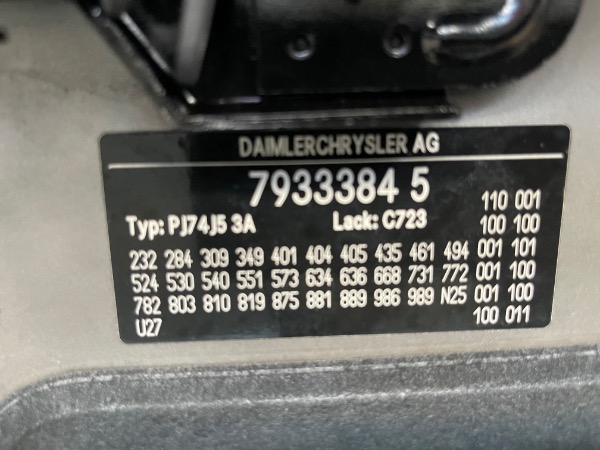 DAIMLERCHRYSLER AG
7933384 5
110 001
Typ: PJ74J5 3A Lack: C723 100 100
232 284 309 349 401 404 405 435 461 494 001 101
524 530 540 551 573 634 636 668 731 772 001 100
782 803 810 819 875 881 889 986 989 N25 001 100
U27 100 011